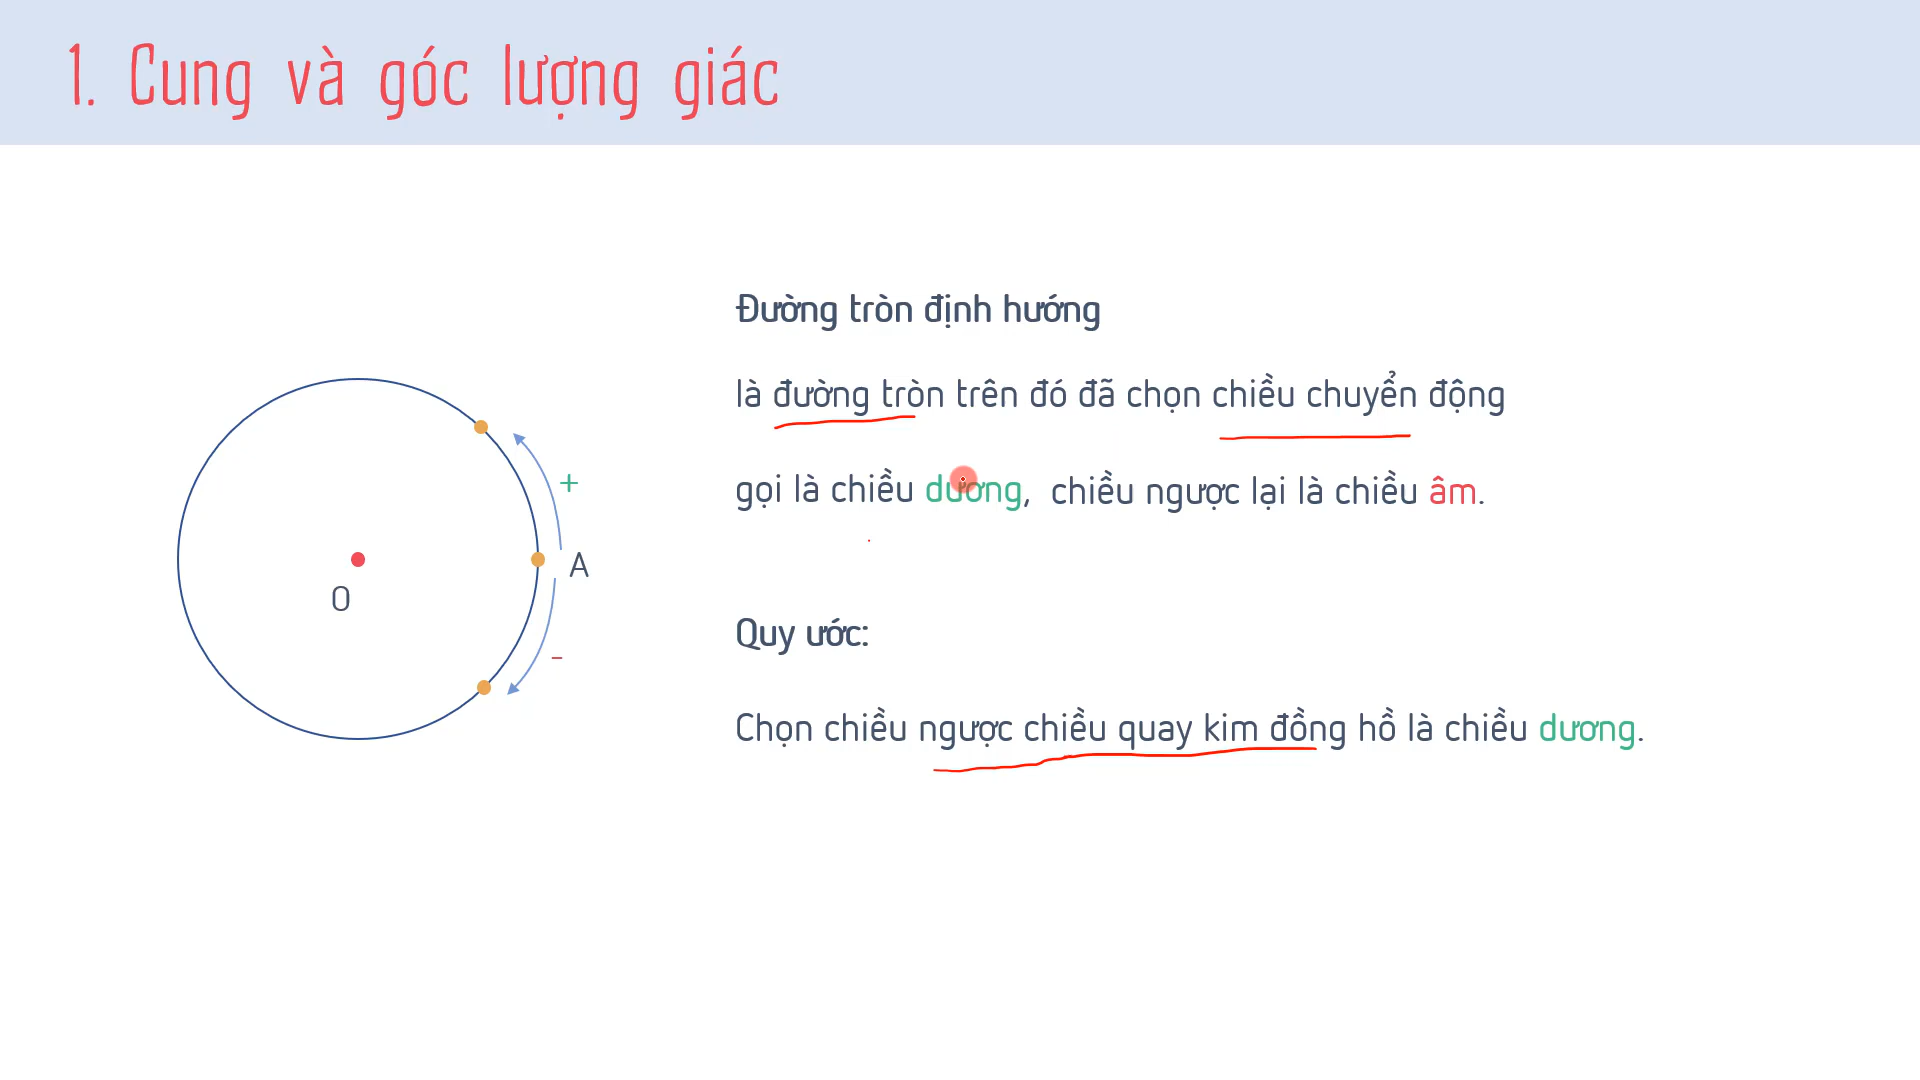 1. Cung và góc lượng giác
Đường tròn định hướng
là đường tròn trên đó đã chọn chiều chuyển động
gọi là chiều dương, chiều ngược lại là chiều âm.
+
A
O
-
Quy ước:
Chọn chiều ngược chiều quay kim đồng hồ là chiều dương.